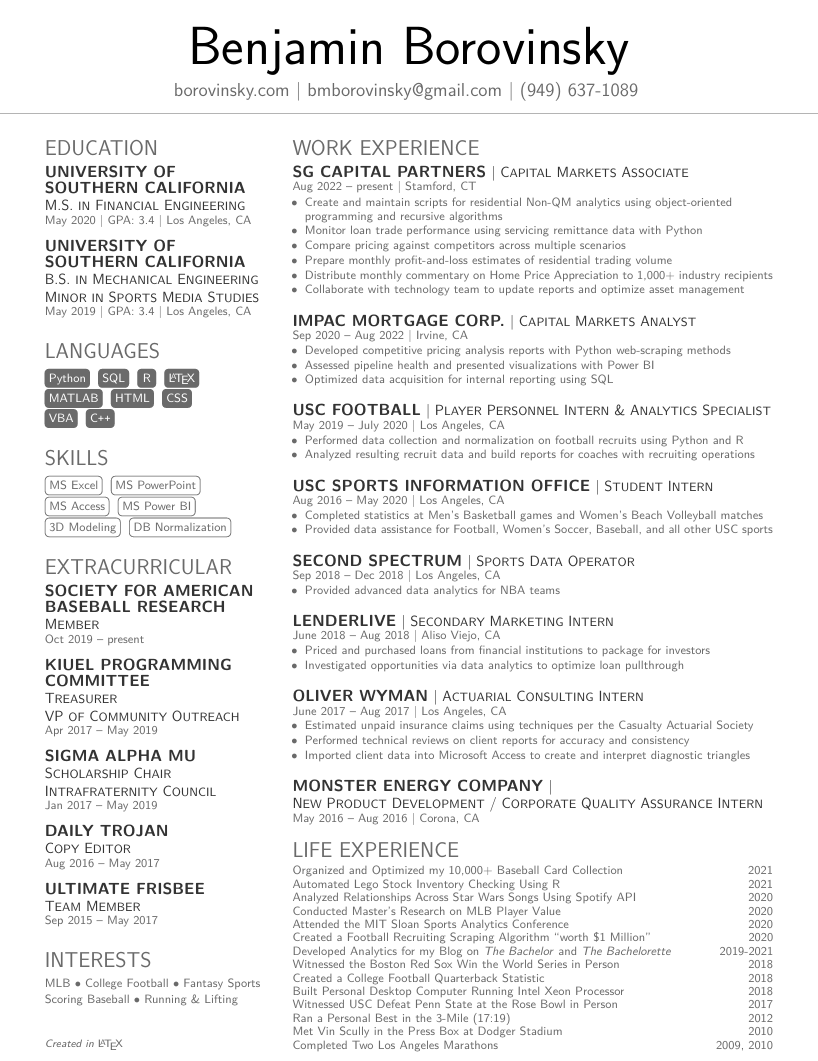 Benjamin Borovinsky
borovinsky.com | bmborovinsky@gmail.com | (949) 637-1089
EDUCATION
UNIVERSITY OF
SOUTHERN CALIFORNIA
M.S. in Financial Engineering
May 2020 | GPA: 3.4 | Los Angeles, CA
UNIVERSITY OF
SOUTHERN CALIFORNIA
B.S. in Mechanical Engineering
Minor in Sports Media Studies
May 2019 | GPA: 3.4 | Los Angeles, CA
LANGUAGES
Python SQL R LaTeX
MATLAB HTML CSS
VBA C++
SKILLS
MS Excel MS PowerPoint
MS Access MS Power BI
3D Modeling DB Normalization
EXTRACURRICULAR
SOCIETY FOR AMERICAN
BASEBALL RESEARCH
Member
Oct 2019 – present
KIUEL PROGRAMMING
COMMITTEE
Treasurer
VP of Community Outreach
Apr 2017 – May 2019
SIGMA ALPHA MU
Scholarship Chair
Intrafraternity Council
Jan 2017 – May 2019
DAILY TROJAN
Copy Editor
Aug 2016 – May 2017
ULTIMATE FRISBEE
Team Member
Sep 2015 – May 2017
INTERESTS
MLB • College Football • Fantasy Sports
Scoring Baseball • Running & Lifting
Created in LaTeX
WORK EXPERIENCE
SG CAPITAL PARTNERS | Capital Markets Associate
Aug 2022 – present | Stamford, CT
• Create and maintain scripts for residential Non-QM analytics using object-oriented
programming and recursive algorithms
• Monitor loan trade performance using servicing remittance data with Python
• Compare pricing against competitors across multiple scenarios
• Prepare monthly profit-and-loss estimates of residential trading volume
• Distribute monthly commentary on Home Price Appreciation to 1,000+ industry recipients
• Collaborate with technology team to update reports and optimize asset management
IMPAC MORTGAGE CORP. | Capital Markets Analyst
Sep 2020 – Aug 2022 | Irvine, CA
• Developed competitive pricing analysis reports with Python web-scraping methods
• Assessed pipeline health and presented visualizations with Power BI
• Optimized data acquisition for internal reporting using SQL
USC FOOTBALL | Player Personnel Intern & Analytics Specialist
May 2019 – July 2020 | Los Angeles, CA
• Performed data collection and normalization on football recruits using Python and R
• Analyzed resulting recruit data and build reports for coaches with recruiting operations
USC SPORTS INFORMATION OFFICE | Student Intern
Aug 2016 – May 2020 | Los Angeles, CA
• Completed statistics at Men's Basketball games and Women's Beach Volleyball matches
• Provided data assistance for Football, Women's Soccer, Baseball, and all other USC sports
SECOND SPECTRUM | Sports Data Operator
Sep 2018 – Dec 2018 | Los Angeles, CA
• Provided advanced data analytics for NBA teams
LENDERLIVE | Secondary Marketing Intern
June 2018 – Aug 2018 | Aliso Viejo, CA
• Priced and purchased loans from financial institutions to package for investors
• Investigated opportunities via data analytics to optimize loan pullthrough
OLIVER WYMAN | Actuarial Consulting Intern
June 2017 – Aug 2017 | Los Angeles, CA
• Estimated unpaid insurance claims using techniques per the Casualty Actuarial Society
• Performed technical reviews on client reports for accuracy and consistency
• Imported client data into Microsoft Access to create and interpret diagnostic triangles
MONSTER ENERGY COMPANY |
New Product Development / Corporate Quality Assurance Intern
May 2016 – Aug 2016 | Corona, CA
LIFE EXPERIENCE
Organized and Optimized my 10,000+ Baseball Card Collection 2021
Automated Lego Stock Inventory Checking Using R 2021
Analyzed Relationships Across Star Wars Songs Using Spotify API 2020
Conducted Master's Research on MLB Player Value 2020
Attended the MIT Sloan Sports Analytics Conference 2020
Created a Football Recruiting Scraping Algorithm “worth $1 Million” 2020
Developed Analytics for my Blog on The Bachelor and The Bachelorette 2019-2021
Witnessed the Boston Red Sox Win the World Series in Person 2018
Created a College Football Quarterback Statistic 2018
Built Personal Desktop Computer Running Intel Xeon Processor 2018
Witnessed USC Defeat Penn State at the Rose Bowl in Person 2017
Ran a Personal Best in the 3-Mile (17:19) 2012
Met Vin Scully in the Press Box at Dodger Stadium 2010
Completed Two Los Angeles Marathons 2009, 2010